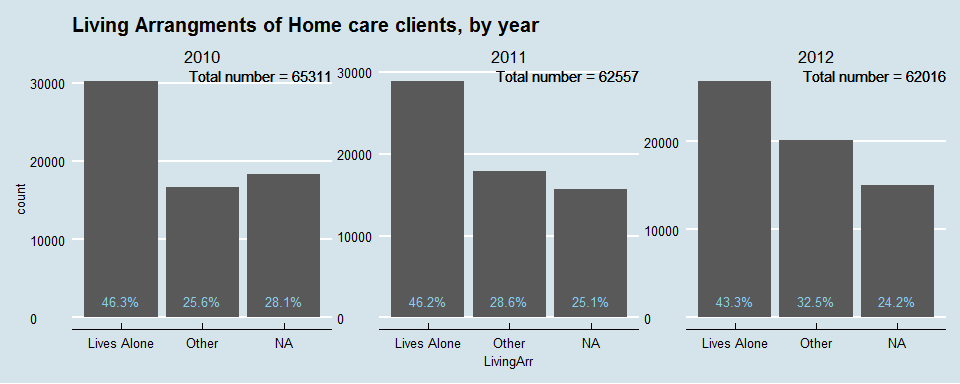 Living Arrangments of Home care clients, by year
2010
Total number = 65311
30000
20000
10000
0
count
46.3%
25.6%
28.1%
Lives Alone
Other
NA
2011
Total number = 62557
30000
20000
10000
0
46.2%
28.6%
25.1%
Lives Alone
Other
NA
2012
Total number = 62016
20000
10000
0
43.3%
32.5%
24.2%
Lives Alone
Other
NA
LivingArr